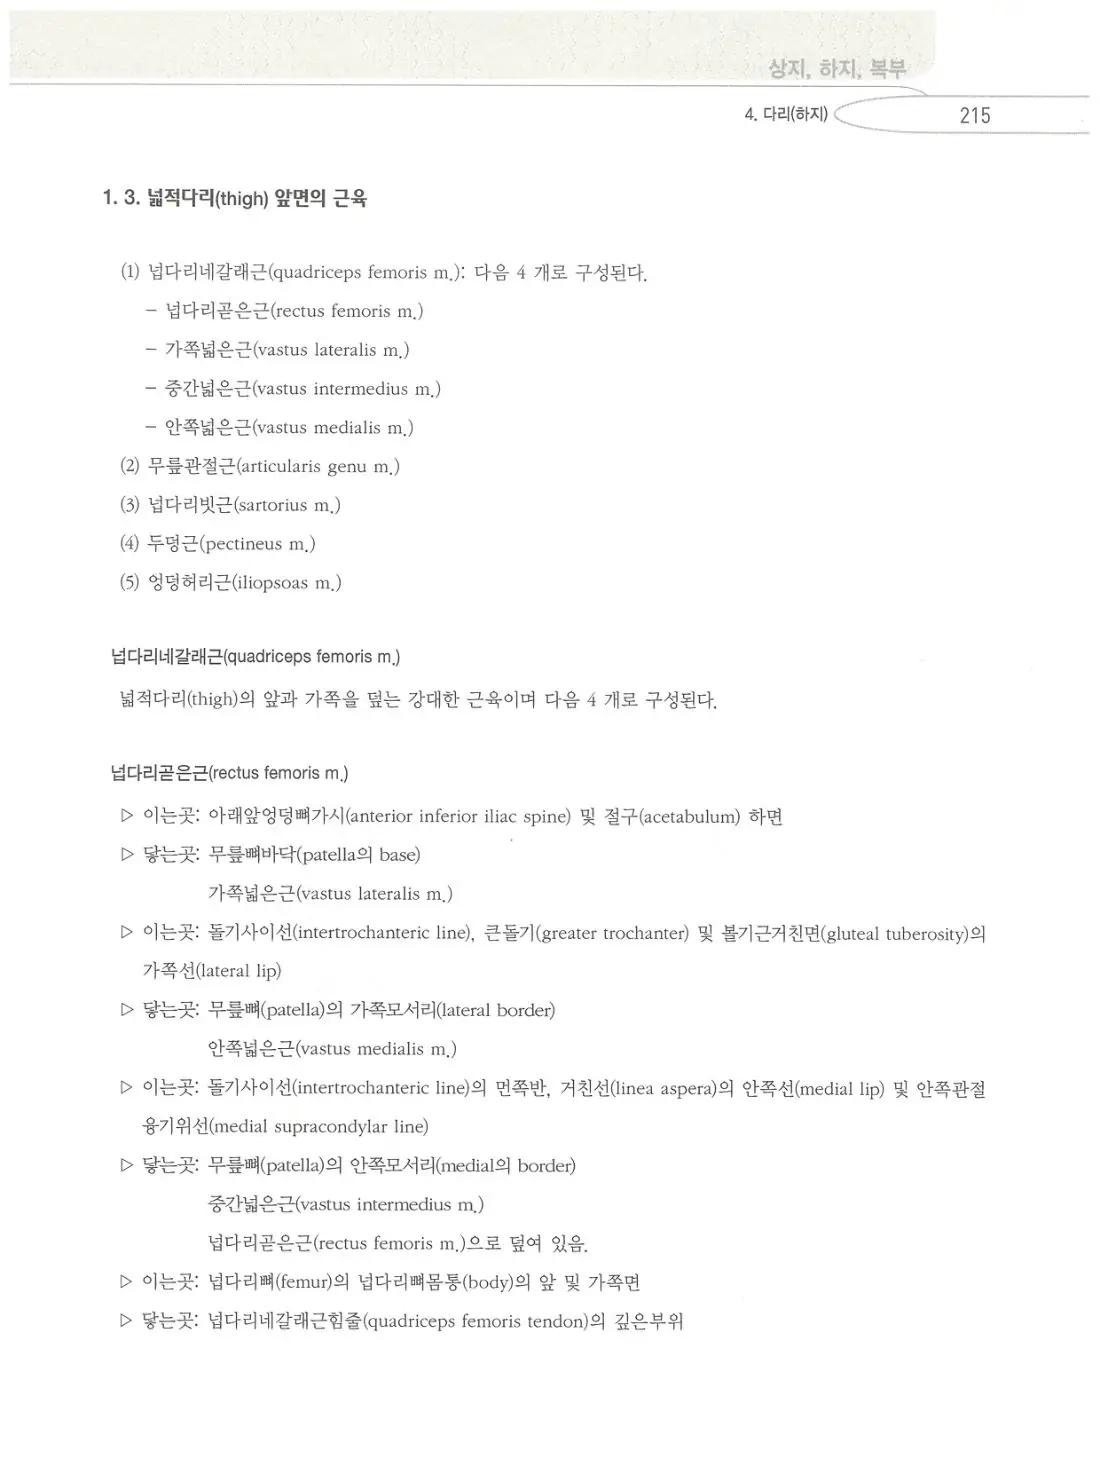 상지, 하지, 복부
4. 다리(하지)
215
1. 3. 넓적다리(thigh) 앞면의 근육
(1) 넙다리네갈래근(quadriceps femoris m.): 다음 4 개로 구성된다.
- 넙다리곧은근(rectus femoris m.)
- 가쪽넓은근(vastus lateralis m.)
- 중간넓은근(vastus intermedius m.)
- 안쪽넓은근(vastus medialis m.)
(2) 무릎관절근(articularis genu m.)
(3) 넙다리빗근(sartorius m.)
(4) 두덩근(pectineus m.)
(5) 엉덩허리근(iliopsoas m.)
넙다리네갈래근(quadriceps femoris m.)
넓적다리(thigh)의 앞과 가쪽을 덮는 강대한 근육이며 다음 4 개로 구성된다.
넙다리곧은근(rectus femoris m.)
▷ 이는곳: 아래앞엉덩뼈가시(anterior inferior iliac spine) 및 절구(acetabulum) 하면
▷ 닿는곳: 무릎뼈바닥(patella의 base)
가쪽넓은근(vastus lateralis m.)
▷ 이는곳: 돌기사이선(intertrochanteric line), 큰돌기(greater trochanter) 및 볼기근거친면(gluteal tuberosity)의
가쪽선(lateral lip)
▷ 닿는곳: 무릎뼈(patella)의 가쪽모서리(lateral border)
안쪽넓은근(vastus medialis m.)
▷ 이는곳: 돌기사이선(intertrochanteric line)의 먼쪽반, 거친선(linea aspera)의 안쪽선(medial lip) 및 안쪽관절
융기위선(medial supracondylar line)
▷ 닿는곳: 무릎뼈(patella)의 안쪽모서리(medial의 border)
중간넓은근(vastus intermedius m.)
넙다리곧은근(rectus femoris m.)으로 덮여 있음.
▷ 이는곳: 넙다리뼈(femur)의 넙다리뼈몸통(body)의 앞 및 가쪽면
▷ 닿는곳: 넙다리네갈래근힘줄(quadriceps femoris tendon)의 깊은부위